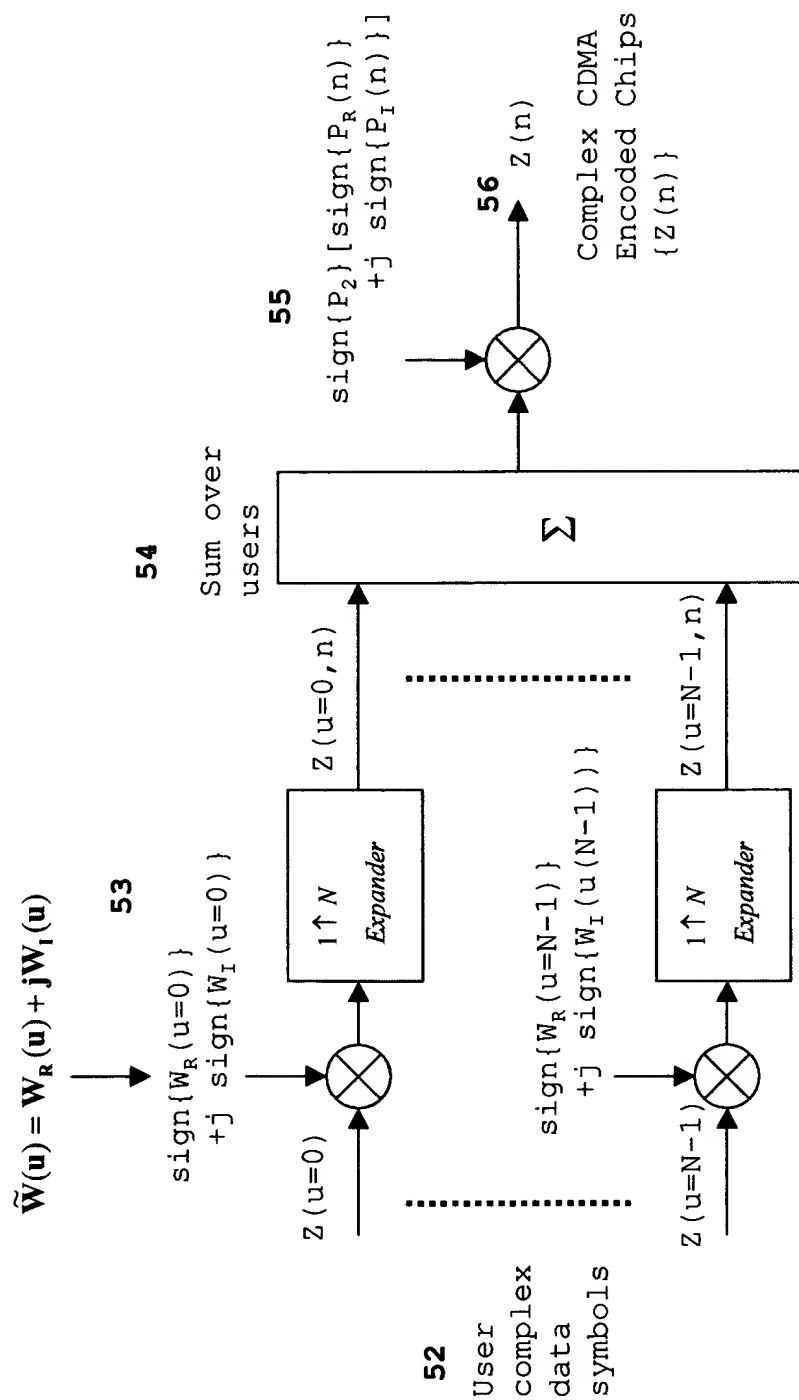 W̃(u) = W_R(u) + jW_I(u)
53
sign{W_R(u=0)}
+j sign{W_I(u=0)}
Z(u=0)
1↑N
Expander
Z(u=0,n)
52
User
complex
data
symbols
sign{W_R(u=N-1)}
+j sign{W_I(u(N-1))}
Z(u=N-1)
1↑N
Expander
Z(u=N-1,n)
54
Sum over
users
Σ
55
sign{P_2}[sign{P_R(n)}
+j sign{P_I(n)}]
56
Z(n)
Complex CDMA
Encoded Chips
{Z(n)}